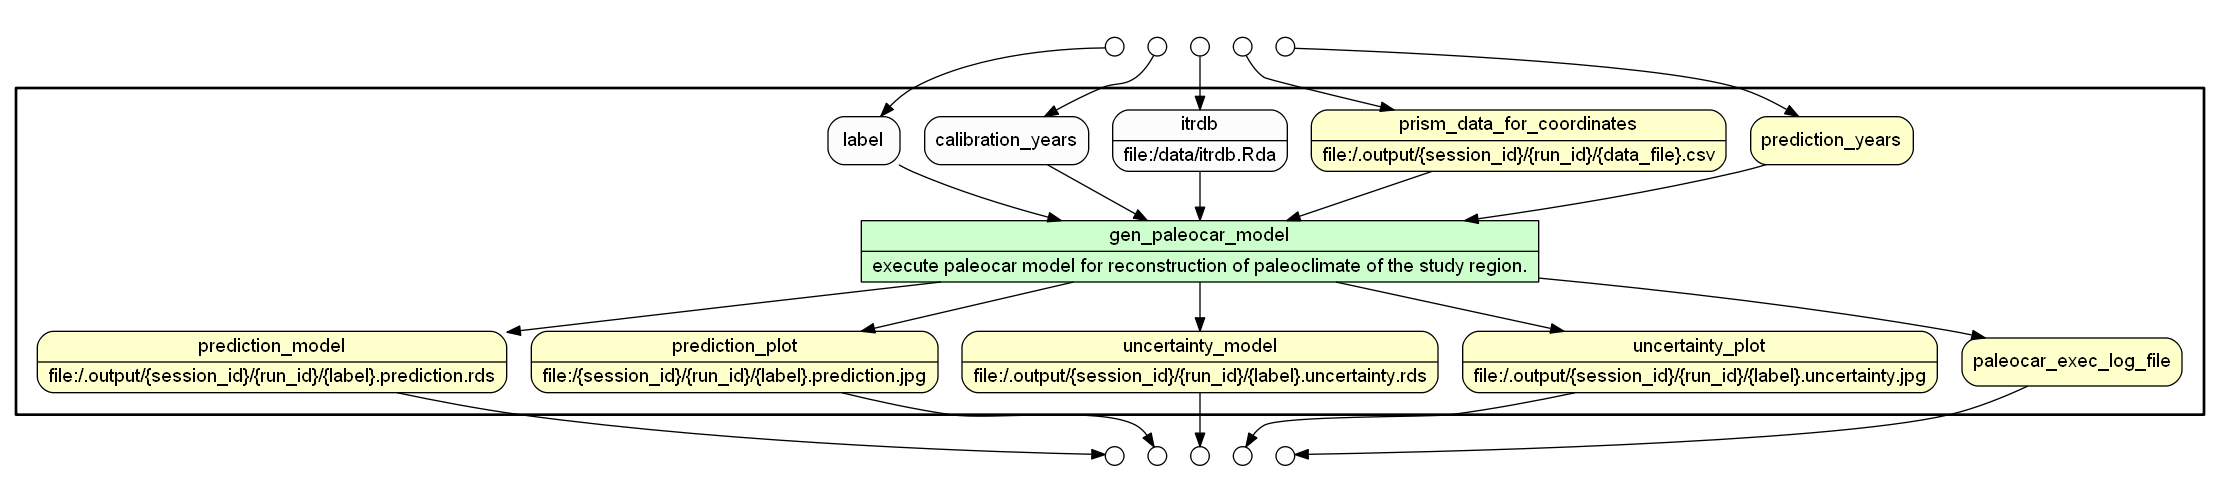 label
calibration_years
itrdb
file:/data/itrdb.Rda
prism_data_for_coordinates
file:/.output/{session_id}/{run_id}/{data_file}.csv
prediction_years
gen_paleocar_model
execute paleocar model for reconstruction of paleoclimate of the study region.
prediction_model
file:/.output/{session_id}/{run_id}/{label}.prediction.rds
prediction_plot
file:/{session_id}/{run_id}/{label}.prediction.jpg
uncertainty_model
file:/.output/{session_id}/{run_id}/{label}.uncertainty.rds
uncertainty_plot
file:/.output/{session_id}/{run_id}/{label}.uncertainty.jpg
paleocar_exec_log_file